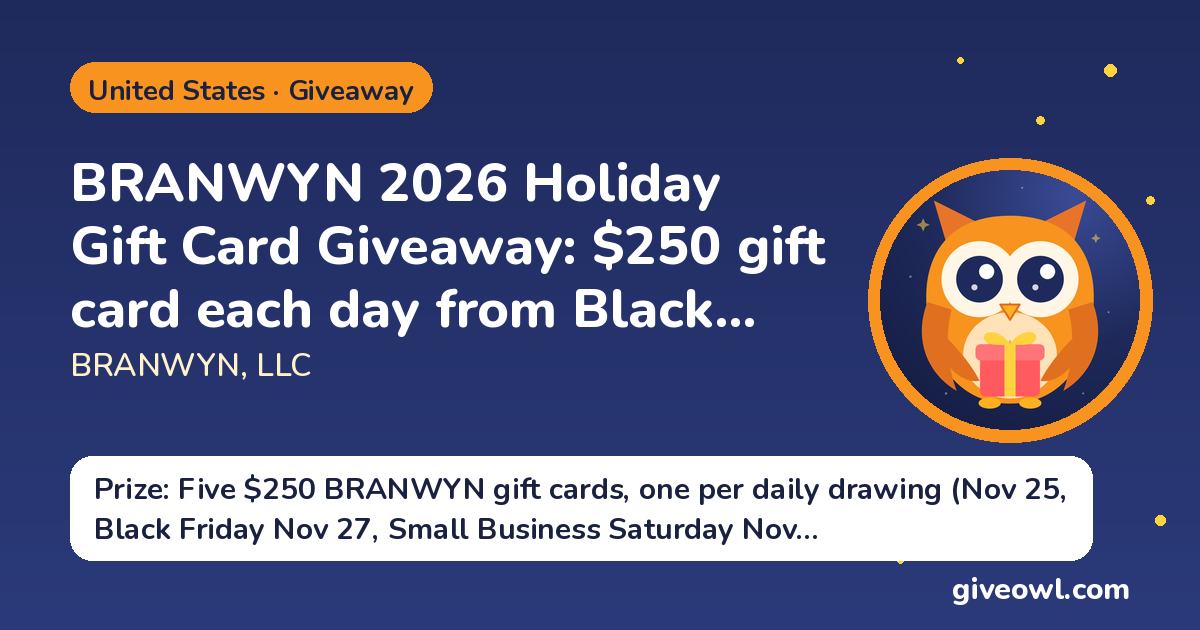 United States · Giveaway
BRANWYN 2026 Holiday
Gift Card Giveaway: $250 gift
card each day from Black...
BRANWYN, LLC
Prize: Five $250 BRANWYN gift cards, one per daily drawing (Nov 25,
Black Friday Nov 27, Small Business Saturday Nov...
giveowl.com